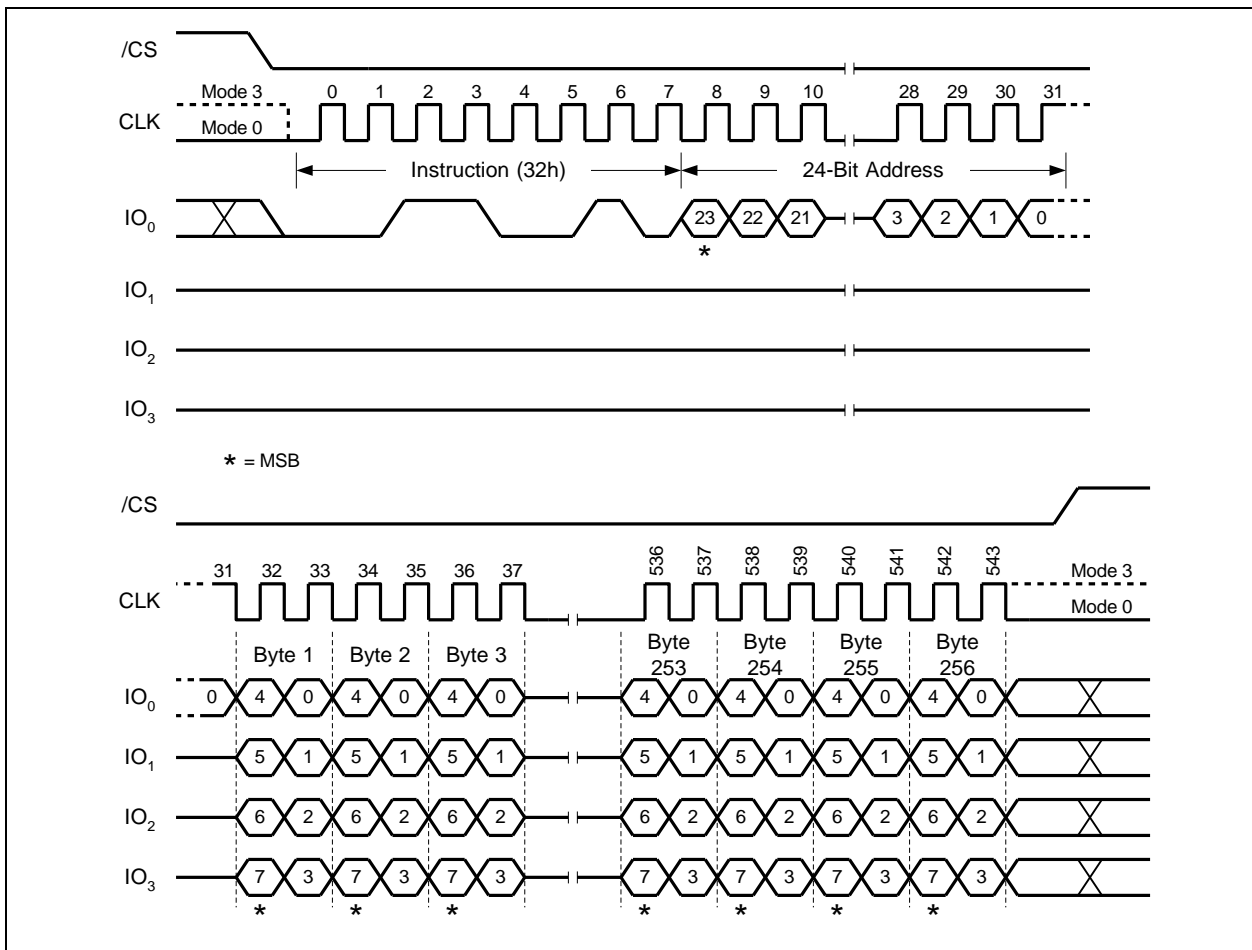 /CS
Mode 3 0 1 2 3 4 5 6 7 8 9 10 28 29 30 31
CLK
Mode 0
Instruction (32h) 24-Bit Address
IO0 23 22 21 3 2 1 0
*
IO1
IO2
IO3
* = MSB
/CS
31 32 33 34 35 36 37 536 537 538 539 540 541 542 543
Mode 3
CLK
Mode 0
Byte 1 Byte 2 Byte 3 Byte 253 Byte 254 Byte 255 Byte 256
IO0 0 4 0 4 0 4 0 4 0 4 0 4 0 4 0
IO1 5 1 5 1 5 1 5 1 5 1 5 1 5 1
IO2 6 2 6 2 6 2 6 2 6 2 6 2 6 2
IO3 7 3 7 3 7 3 7 3 7 3 7 3 7 3
* * * * * * *